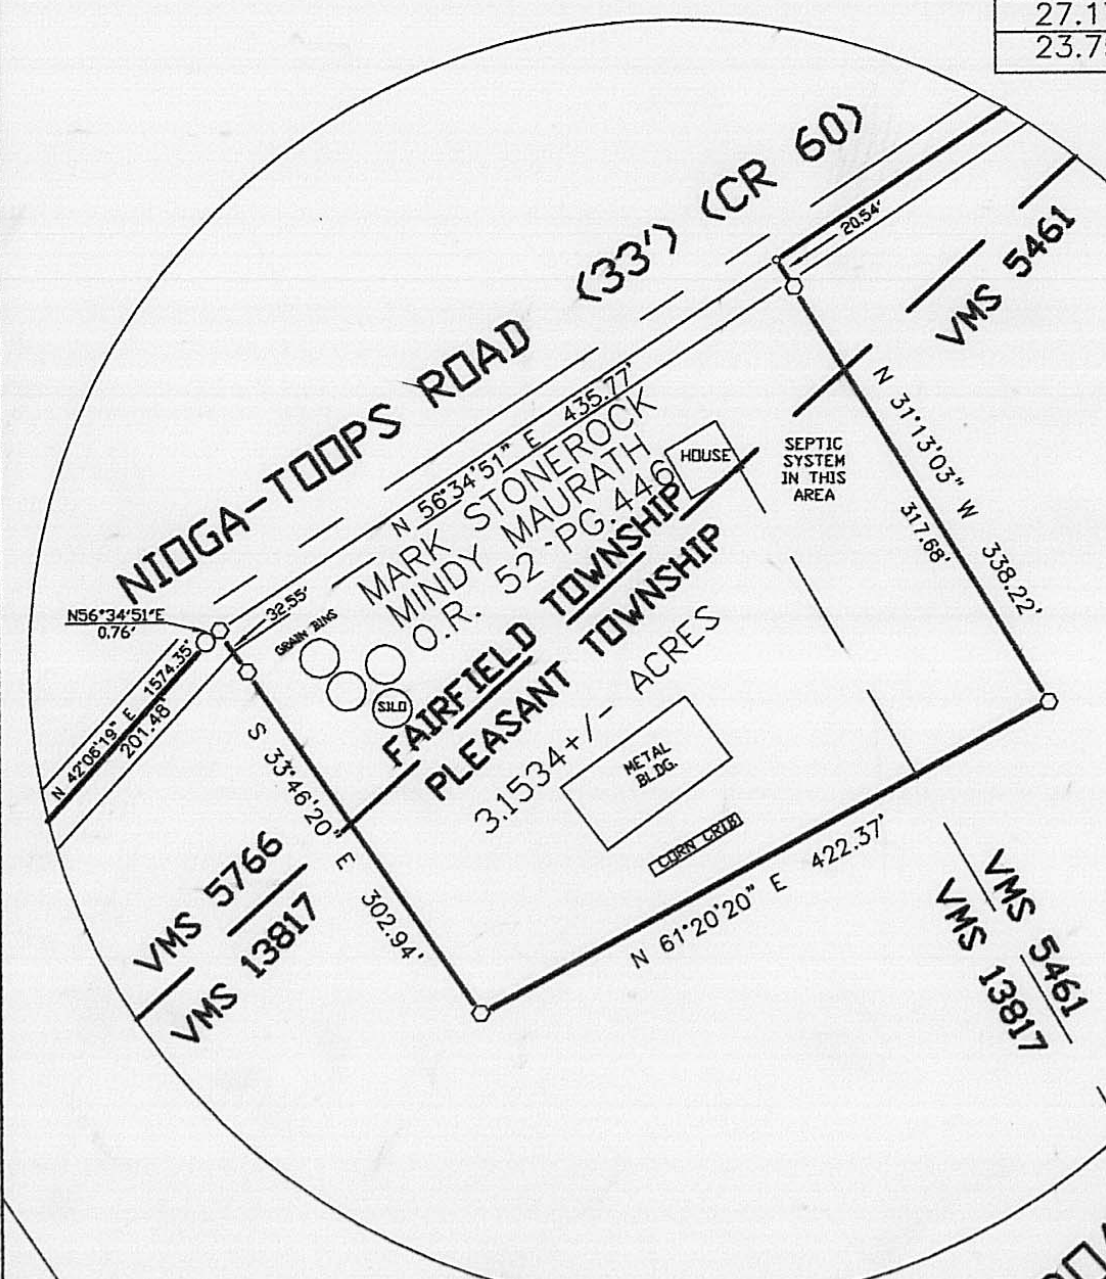 27.1
23.7
NIOGA-TOOPS ROAD (33') (CR 60)
20.54'
VMS 5461
N 56°34'51" E 435.77'
MARK STONEROCK
MINDY MAURATH
O.R. 52-PG.446
HOUSE
SEPTIC
SYSTEM
IN THIS
AREA
N 31°13'03" W
317.68'
338.22'
N56°34'51"E
0.76'
32.55'
GRAIN BINS
SILO
FAIRFIELD TOWNSHIP
PLEASANT TOWNSHIP
3.1534+/- ACRES
METAL
BLDG.
CORN CRIB
N 42°06'19" E 1574.35'
201.48'
S 33°46'20" E 302.94'
N 61°20'20" E 422.37'
VMS 5766
VMS 13817
VMS 5461
VMS 13817